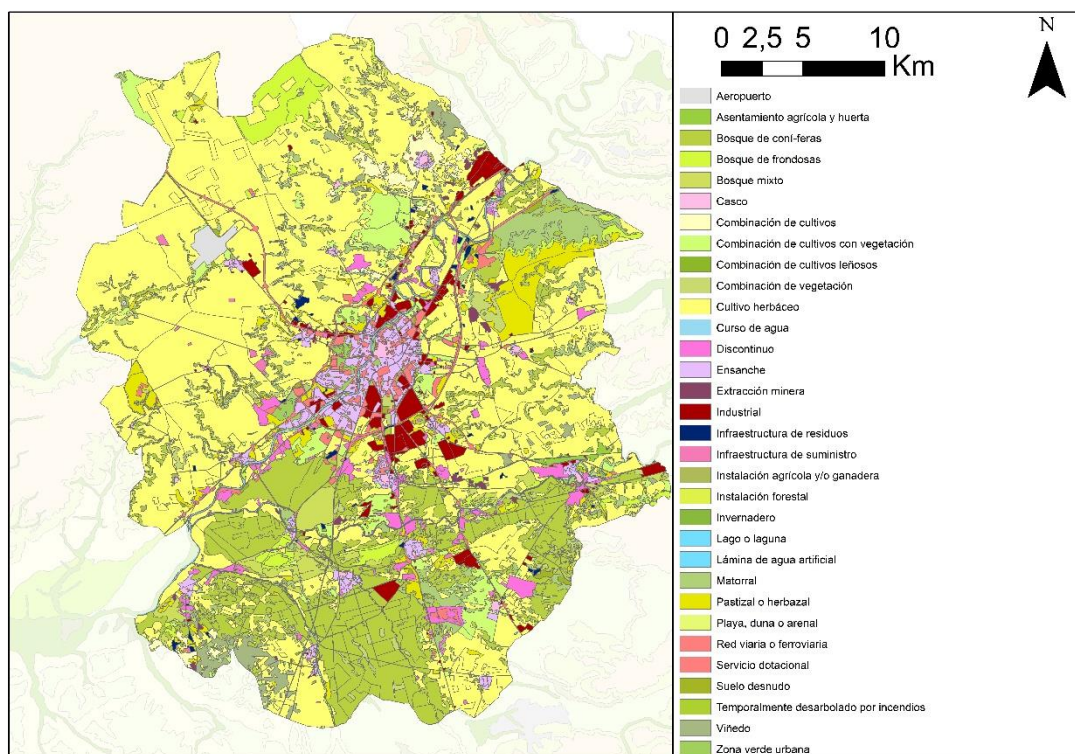 0 2,5 5 10
Km
N
Aeropuerto
Asentamiento agrícola y huerta
Bosque de coní-feras
Bosque de frondosas
Bosque mixto
Casco
Combinación de cultivos
Combinación de cultivos con vegetación
Combinación de cultivos leñosos
Combinación de vegetación
Cultivo herbáceo
Curso de agua
Discontinuo
Ensanche
Extracción minera
Industrial
Infraestructura de residuos
Infraestructura de suministro
Instalación agrícola y/o ganadera
Instalación forestal
Invernadero
Lago o laguna
Lámina de agua artificial
Matorral
Pastizal o herbazal
Playa, duna o arenal
Red viaria o ferroviaria
Servicio dotacional
Suelo desnudo
Temporalmente desarbolado por incendios
Viñedo
Zona verde urbana